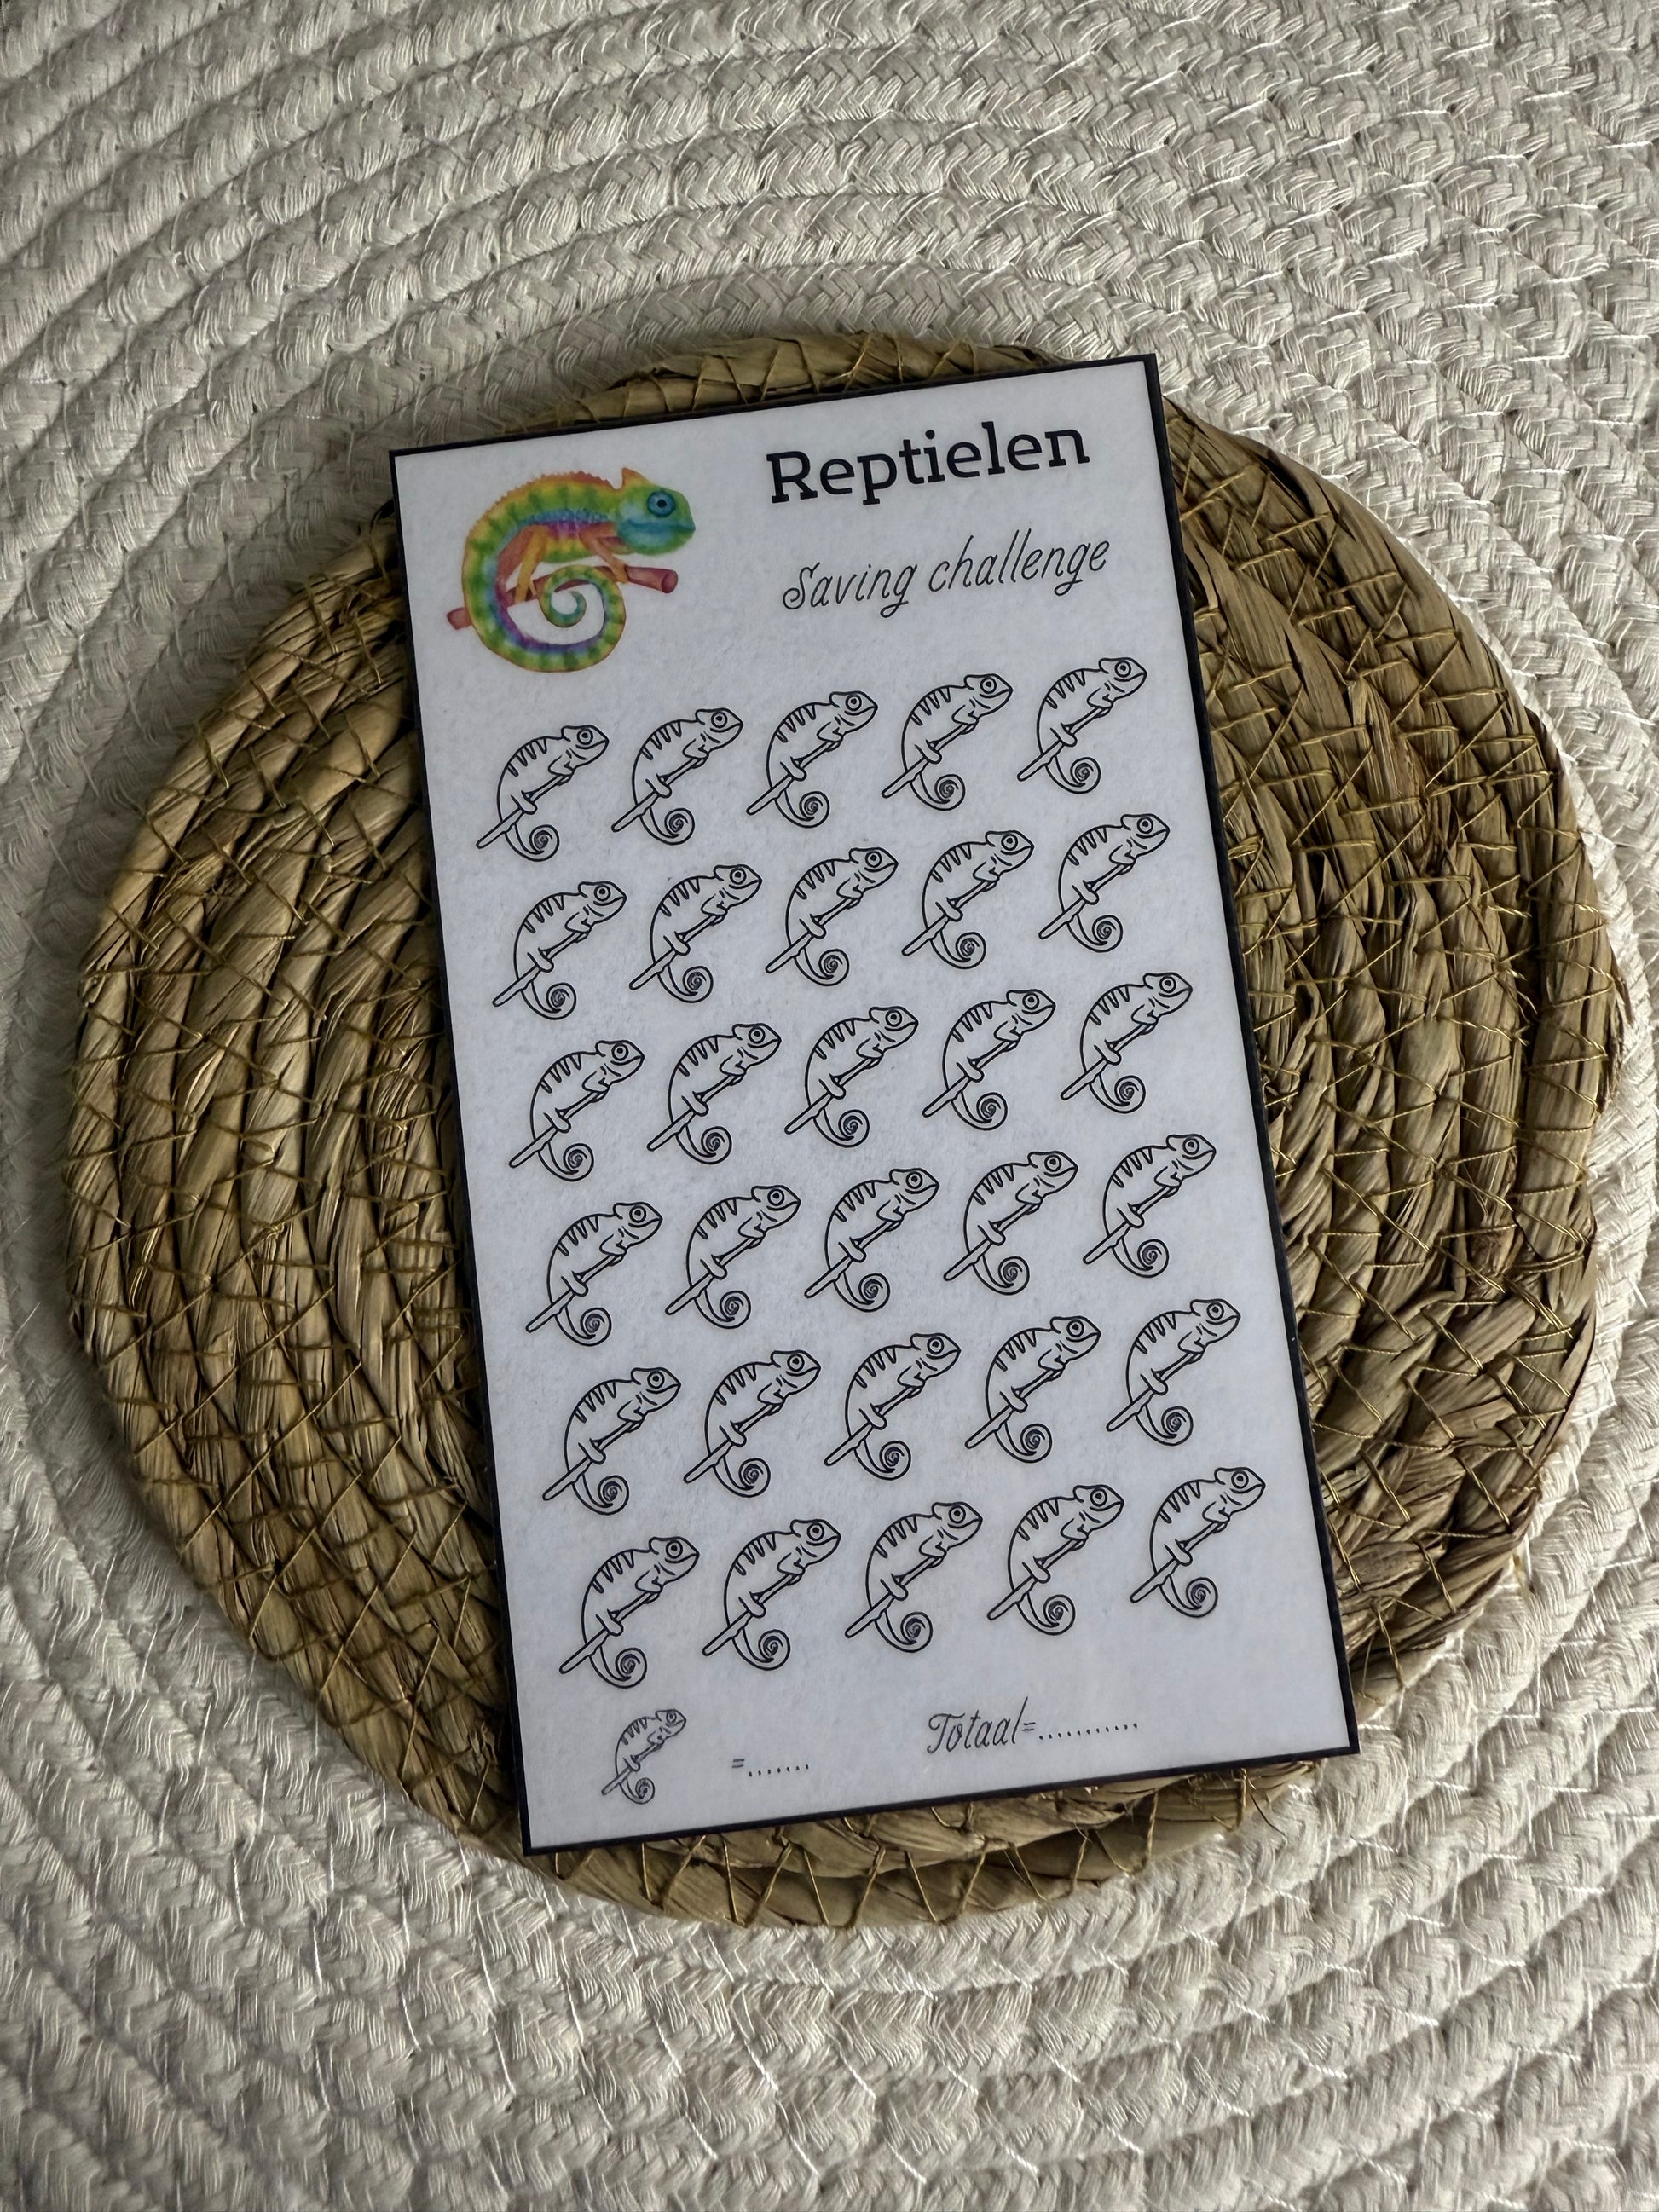 Reptielen
Saving challenge
=....... Totaal=...........